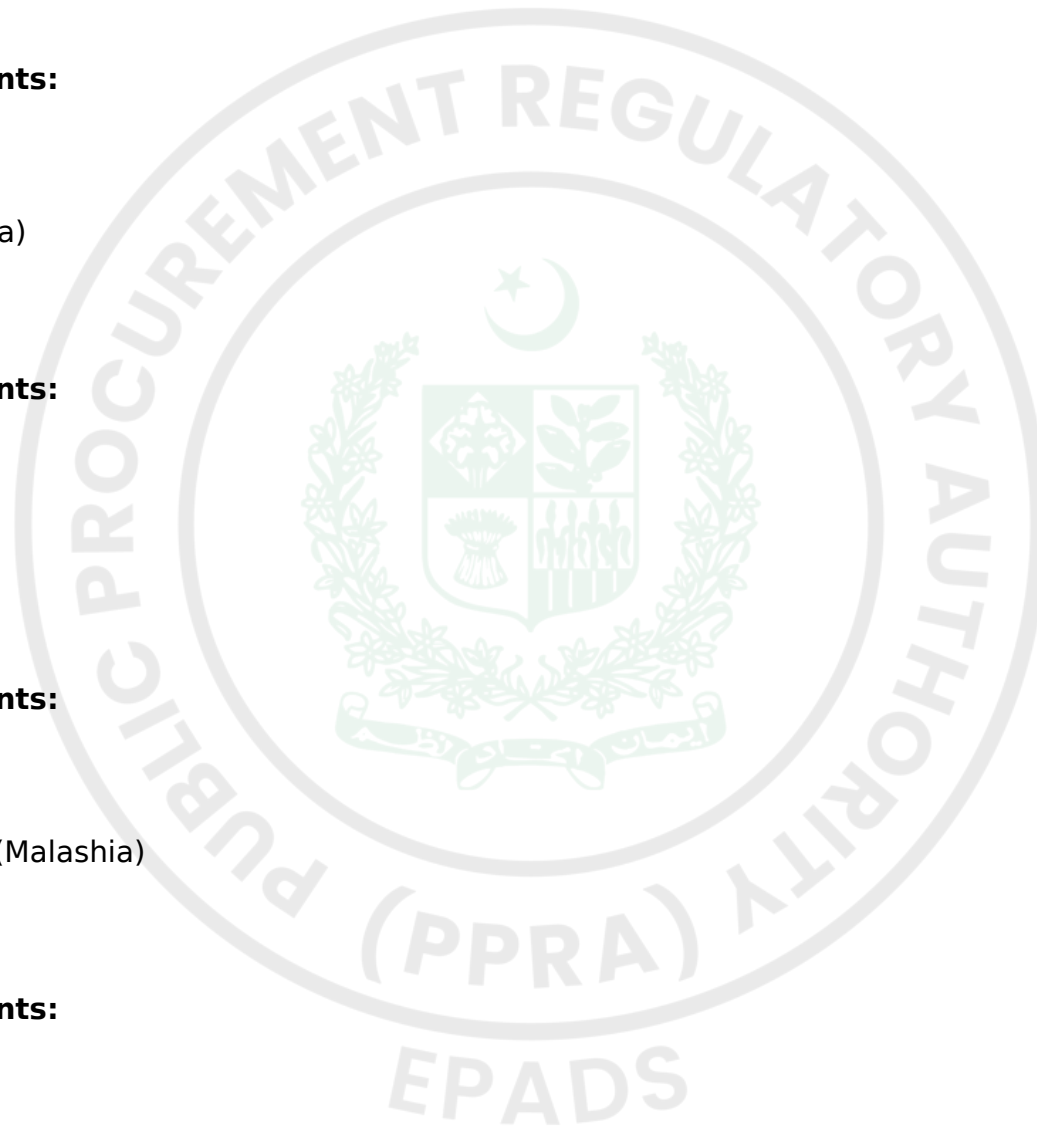 nts:
a)
nts:
nts:
(Malashia)
nts:
PUBLIC PROCUREMENT REGULATORY AUTHORITY
(PPRA)
EPADS